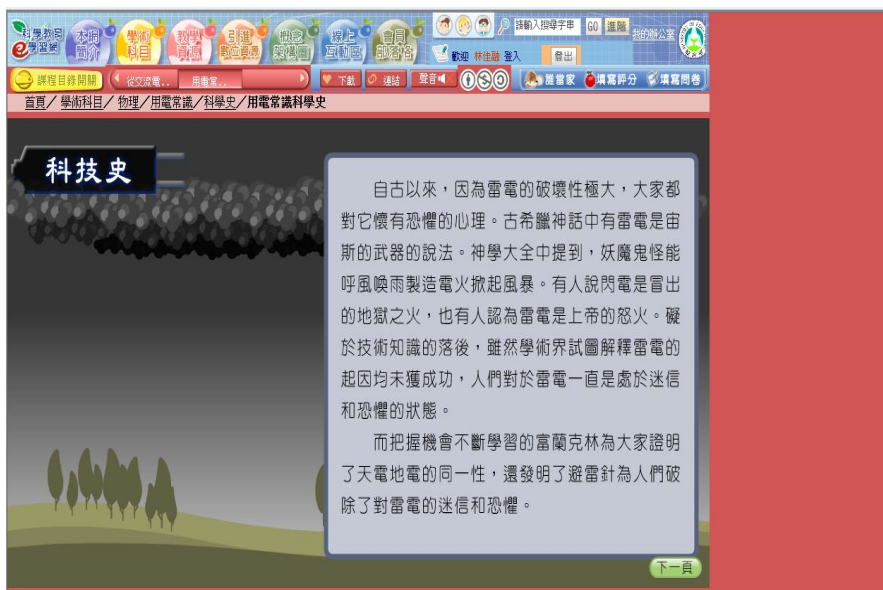 科學教與
e學習網
本網
簡介
學術
科目
教學
資源
引進
數位資源
概念
架構圖
線上
互動區
會員
部落格
請輸入搜尋字串 GO 進階 我的辦公室
歡迎 林佳融 登入 登出
課程目錄開關 從交流電.. 用電常.. 下載 連結 聲音 誰當家 填寫評分 填寫問卷
首頁/ 學術科目/ 物理/用電常識/科學史/用電常識科學史
科技史
自古以來，因為雷電的破壞性極大，大家都
對它懷有恐懼的心理。古希臘神話中有雷電是宙
斯的武器的說法。神學大全中提到，妖魔鬼怪能
呼風喚雨製造電火掀起風暴。有人說閃電是冒出
的地獄之火，也有人認為雷電是上帝的怒火。礙
於技術知識的落後，雖然學術界試圖解釋雷電的
起因均未獲成功，人們對於雷電一直是處於迷信
和恐懼的狀態。
而把握機會不斷學習的富蘭克林為大家證明
了天電地電的同一性，還發明了避雷針為人們破
除了對雷電的迷信和恐懼。
下一頁